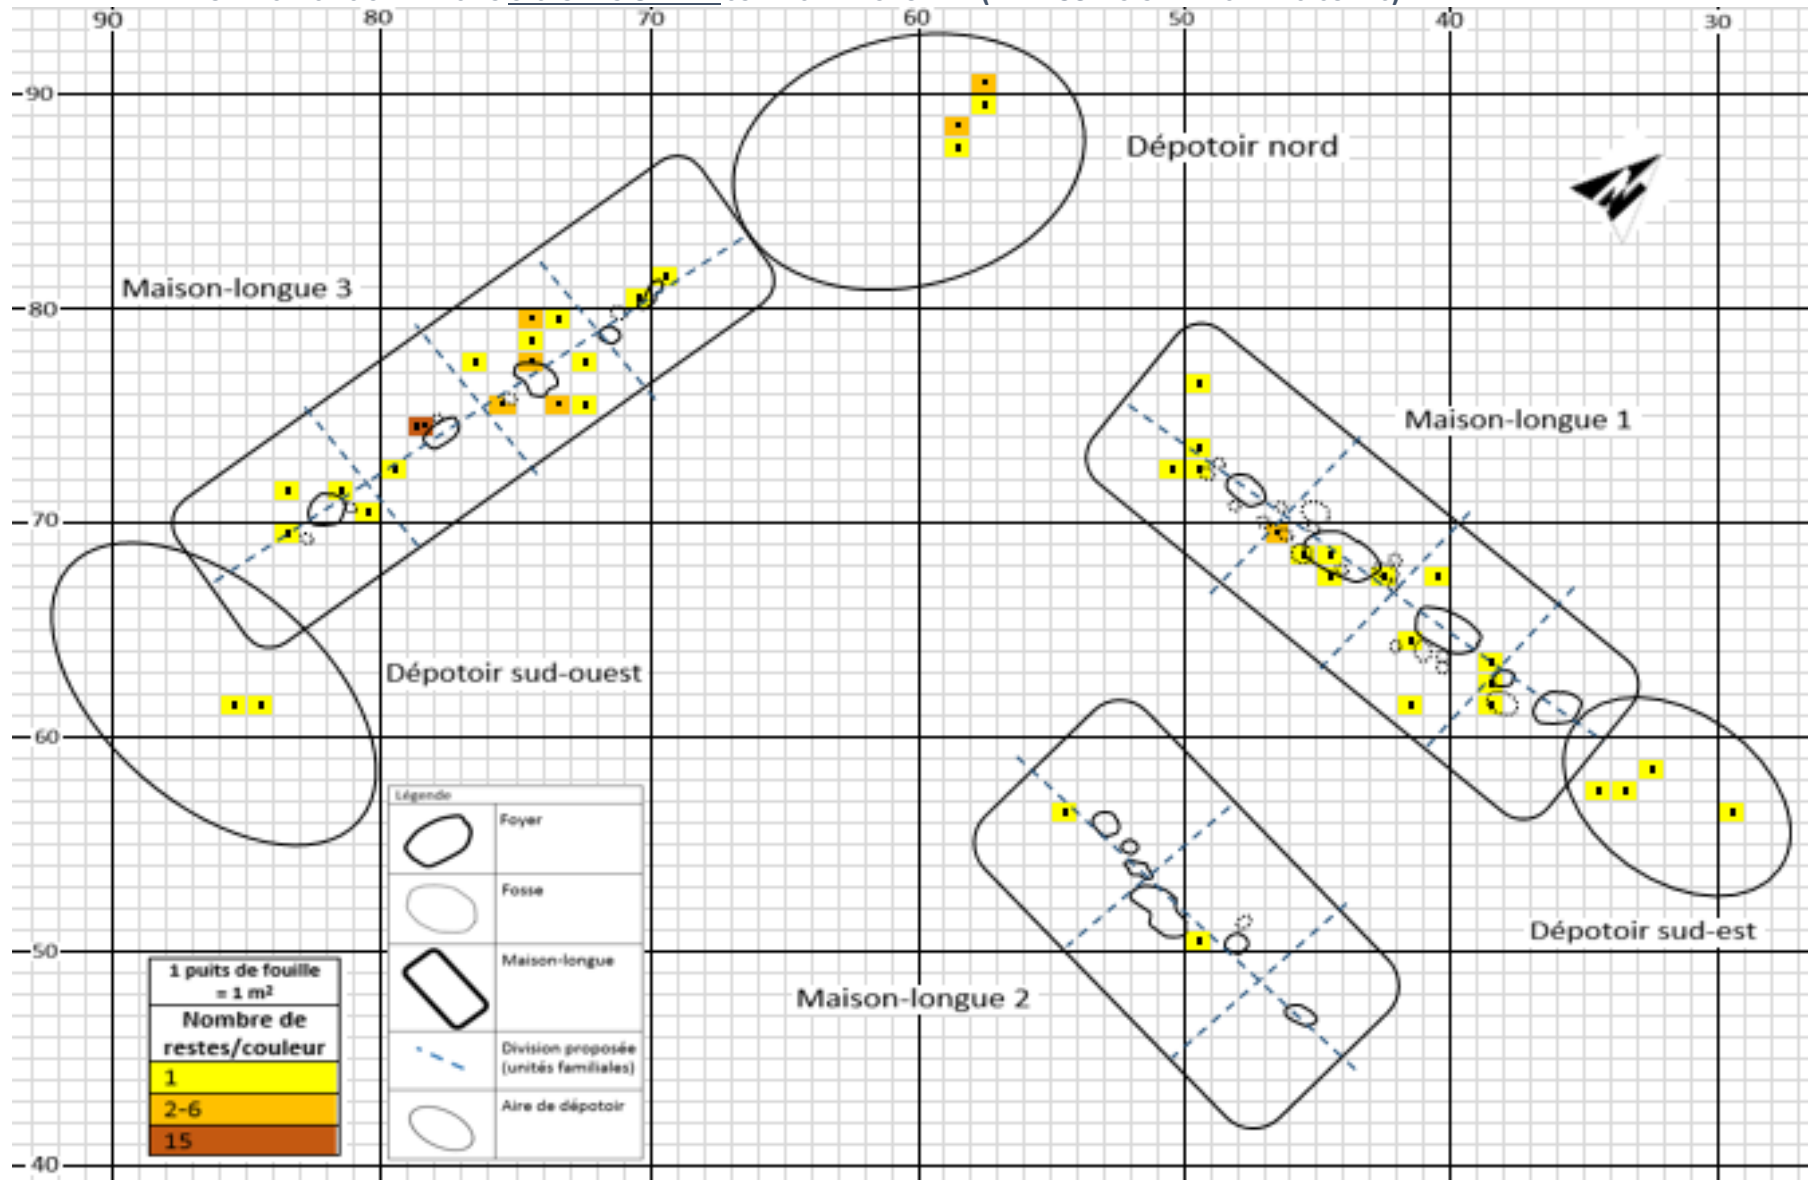 90 80 70 60 50 40 30
90
Dépotoir nord
Maison-longue 3
80
Maison-longue 1
70
Dépotoir sud-ouest
60
Légende
Foyer
Fosse
Dépotoir sud-est
50
1 puits de fouille
= 1 m²
Maison-longue
Maison-longue 2
Nombre de
restes/couleur
Division proposée
(unités familiales)
1
2-6
Aire de dépotoir
15
40